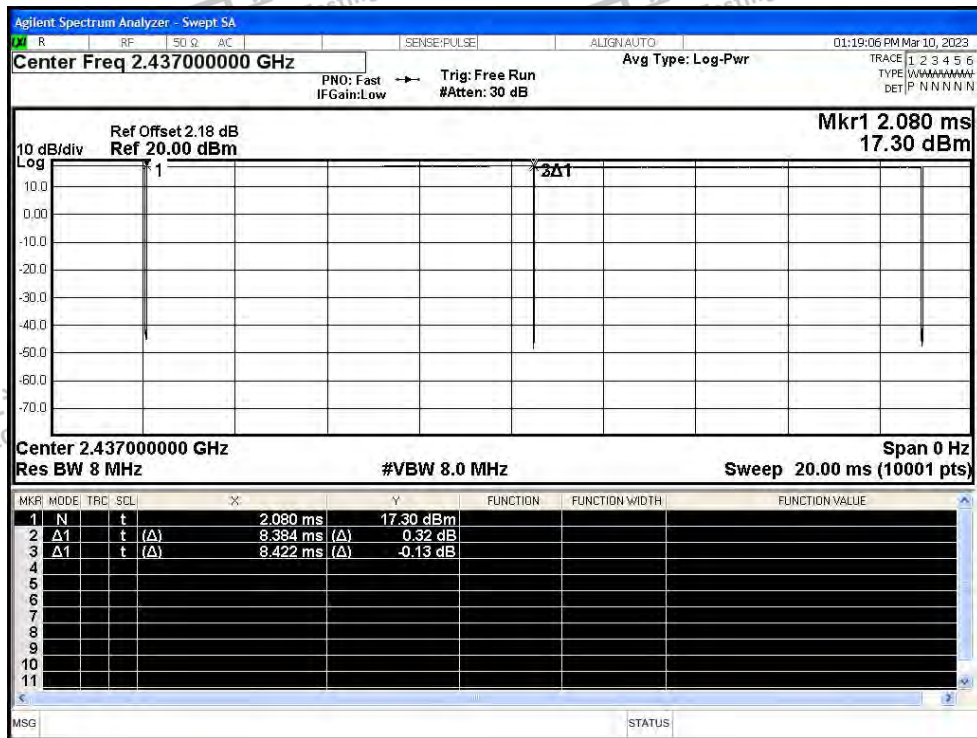 Agilent Spectrum Analyzer - Swept SA
LXI R RF 50 Ω AC SENSE:PULSE ALIGN AUTO 01:19:06 PM Mar 10, 2023
Center Freq 2.437000000 GHz Avg Type: Log-Pwr TRACE 1 2 3 4 5 6
PNO: Fast Trig: Free Run TYPE WWWWWW
IFGain:Low #Atten: 30 dB DET P N N N N N
Mkr1 2.080 ms
Ref Offset 2.18 dB
10 dB/div Ref 20.00 dBm 17.30 dBm
Log
1 3Δ1
10.0
0.00
-10.0
-20.0
-30.0
-40.0
-50.0
-60.0
-70.0
Center 2.437000000 GHz Span 0 Hz
Res BW 8 MHz #VBW 8.0 MHz Sweep 20.00 ms (10001 pts)
MKR MODE TRC SCL X Y FUNCTION FUNCTION WIDTH FUNCTION VALUE
1 N t 2.080 ms 17.30 dBm
2 Δ1 t (Δ) 8.384 ms (Δ) 0.32 dB
3 Δ1 t (Δ) 8.422 ms (Δ) -0.13 dB
4
5
6
7
8
9
10
11
MSG STATUS